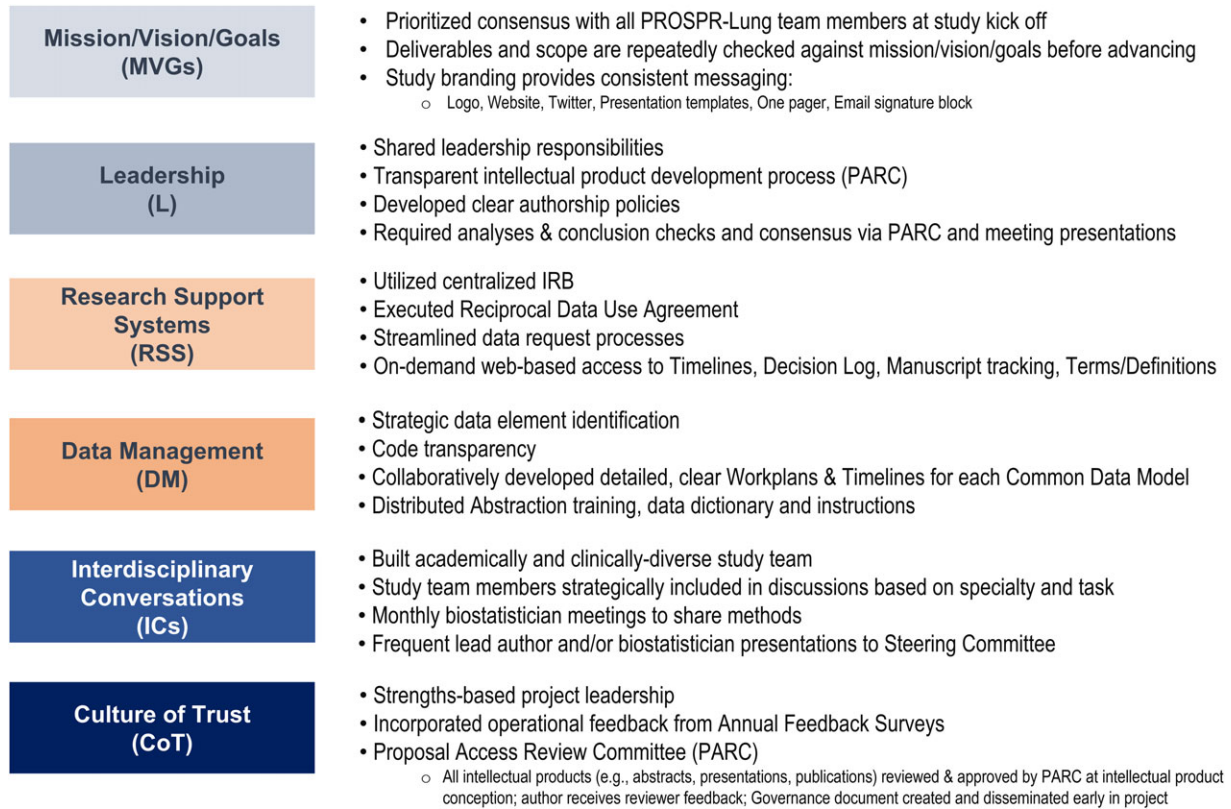 Mission/Vision/Goals
(MVGs)
• Prioritized consensus with all PROSPR-Lung team members at study kick off
• Deliverables and scope are repeatedly checked against mission/vision/goals before advancing
• Study branding provides consistent messaging:
o Logo, Website, Twitter, Presentation templates, One pager, Email signature block
Leadership
(L)
• Shared leadership responsibilities
• Transparent intellectual product development process (PARC)
• Developed clear authorship policies
• Required analyses & conclusion checks and consensus via PARC and meeting presentations
Research Support
Systems
(RSS)
• Utilized centralized IRB
• Executed Reciprocal Data Use Agreement
• Streamlined data request processes
• On-demand web-based access to Timelines, Decision Log, Manuscript tracking, Terms/Definitions
Data Management
(DM)
• Strategic data element identification
• Code transparency
• Collaboratively developed detailed, clear Workplans & Timelines for each Common Data Model
• Distributed Abstraction training, data dictionary and instructions
Interdisciplinary
Conversations
(ICs)
• Built academically and clinically-diverse study team
• Study team members strategically included in discussions based on specialty and task
• Monthly biostatistician meetings to share methods
• Frequent lead author and/or biostatistician presentations to Steering Committee
Culture of Trust
(CoT)
• Strengths-based project leadership
• Incorporated operational feedback from Annual Feedback Surveys
• Proposal Access Review Committee (PARC)
o All intellectual products (e.g., abstracts, presentations, publications) reviewed & approved by PARC at intellectual product
conception; author receives reviewer feedback; Governance document created and disseminated early in project